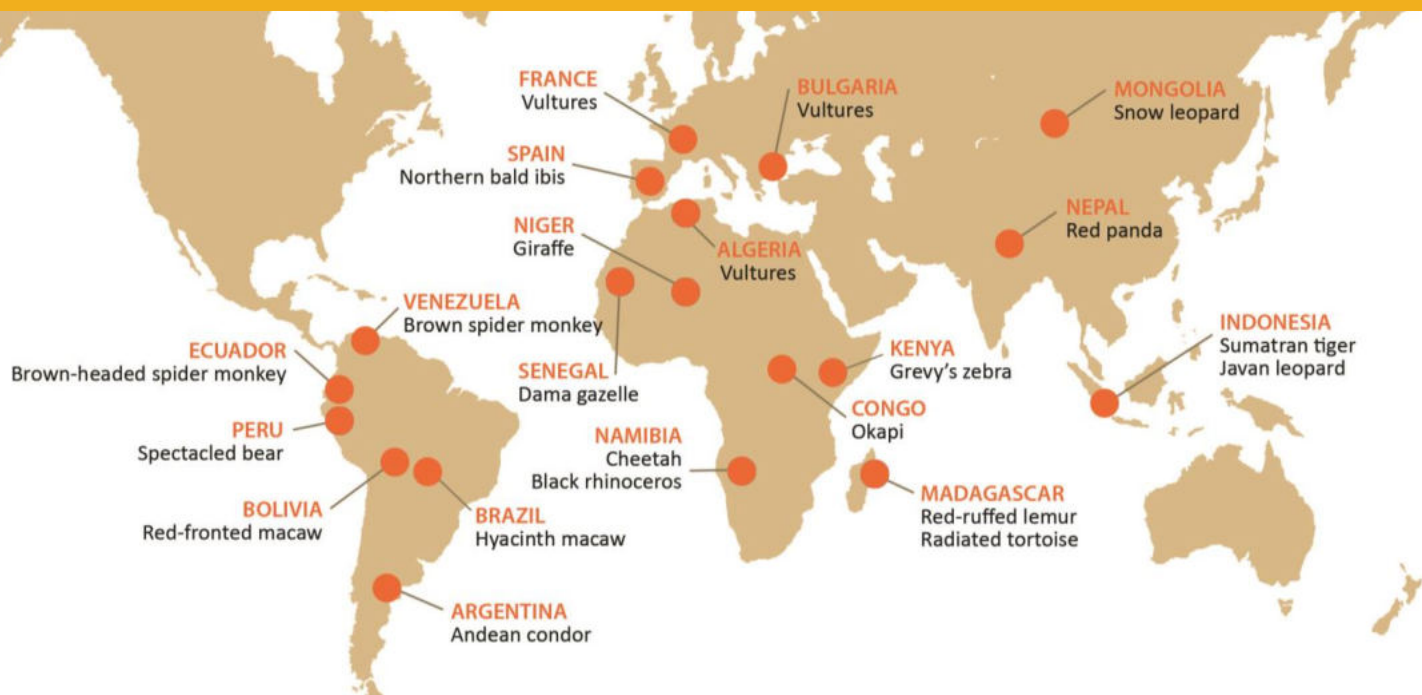 FRANCE
Vultures
BULGARIA
Vultures
MONGOLIA
Snow leopard
SPAIN
Northern bald ibis
NIGER
Giraffe
ALGERIA
Vultures
NEPAL
Red panda
VENEZUELA
Brown spider monkey
ECUADOR
Brown-headed spider monkey
SENEGAL
Dama gazelle
KENYA
Grevy’s zebra
INDONESIA
Sumatran tiger
Javan leopard
PERU
Spectacled bear
CONGO
Okapi
NAMIBIA
Cheetah
Black rhinoceros
BOLIVIA
Red-fronted macaw
BRAZIL
Hyacinth macaw
MADAGASCAR
Red-ruffed lemur
Radiated tortoise
ARGENTINA
Andean condor